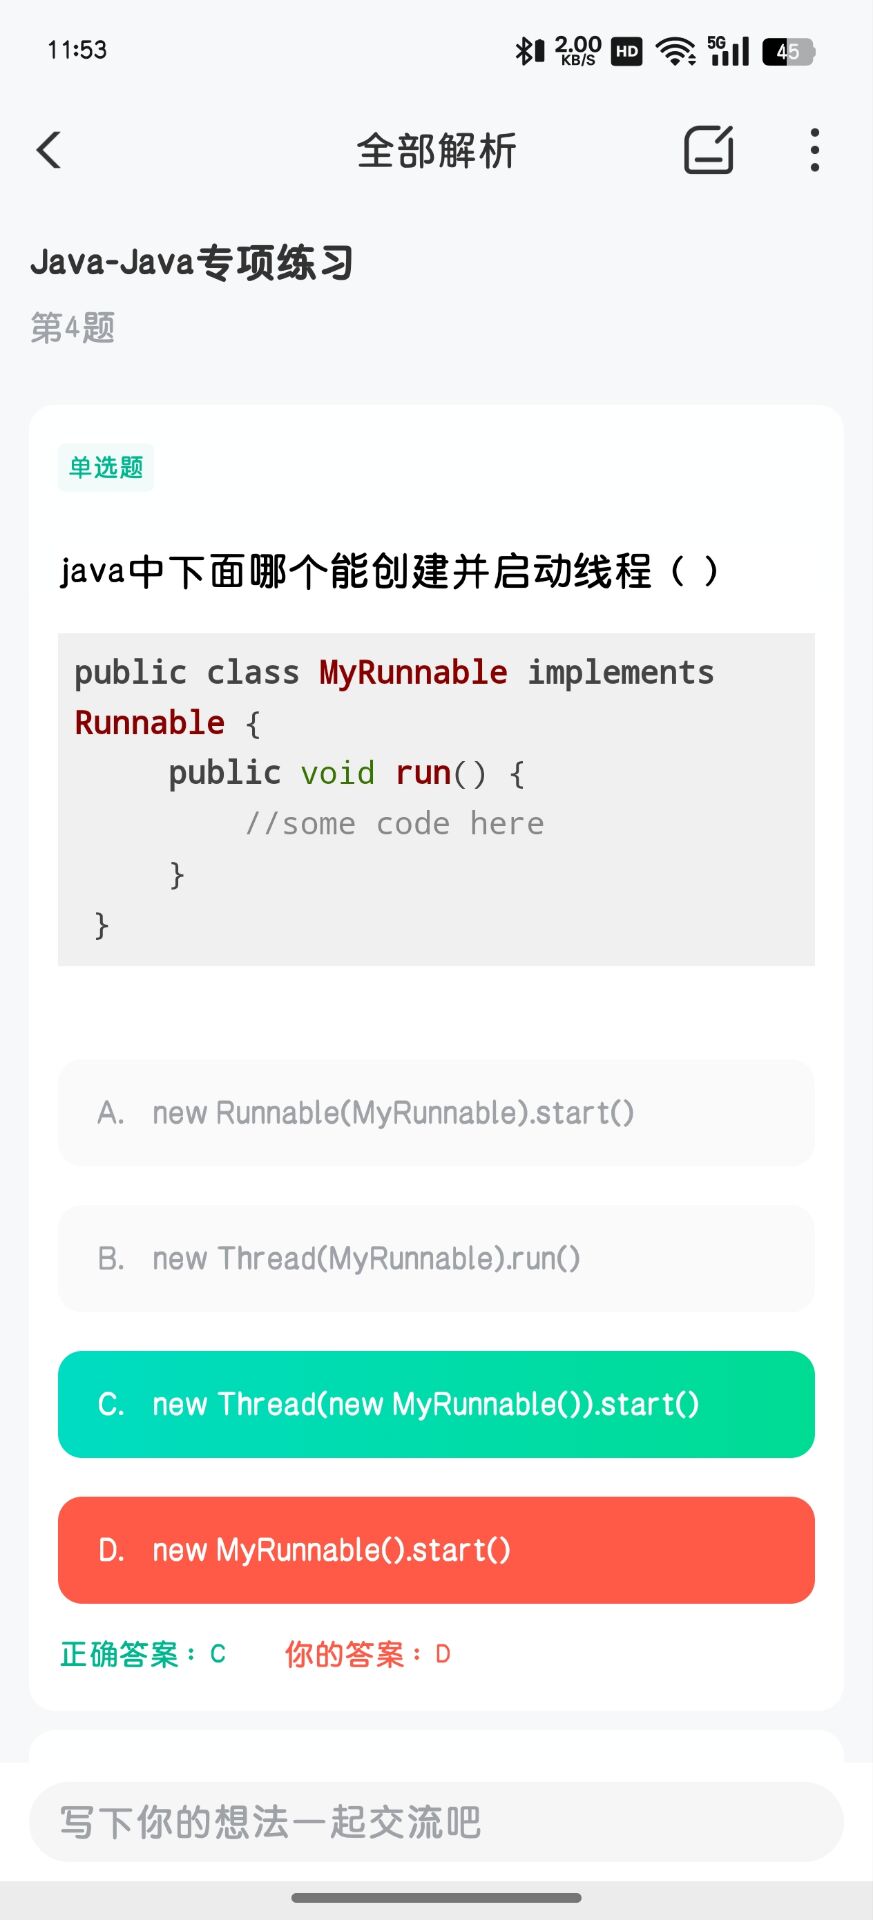 11:53 2.00 KB/S HD 5G 45
全部解析
Java-Java专项练习
第4题
单选题
java中下面哪个能创建并启动线程（ ）
public class MyRunnable implements
Runnable {
     public void run() {
         //some code here
     }
 }
A. new Runnable(MyRunnable).start()
B. new Thread(MyRunnable).run()
C. new Thread(new MyRunnable()).start()
D. new MyRunnable().start()
正确答案：C 你的答案：D
写下你的想法一起交流吧